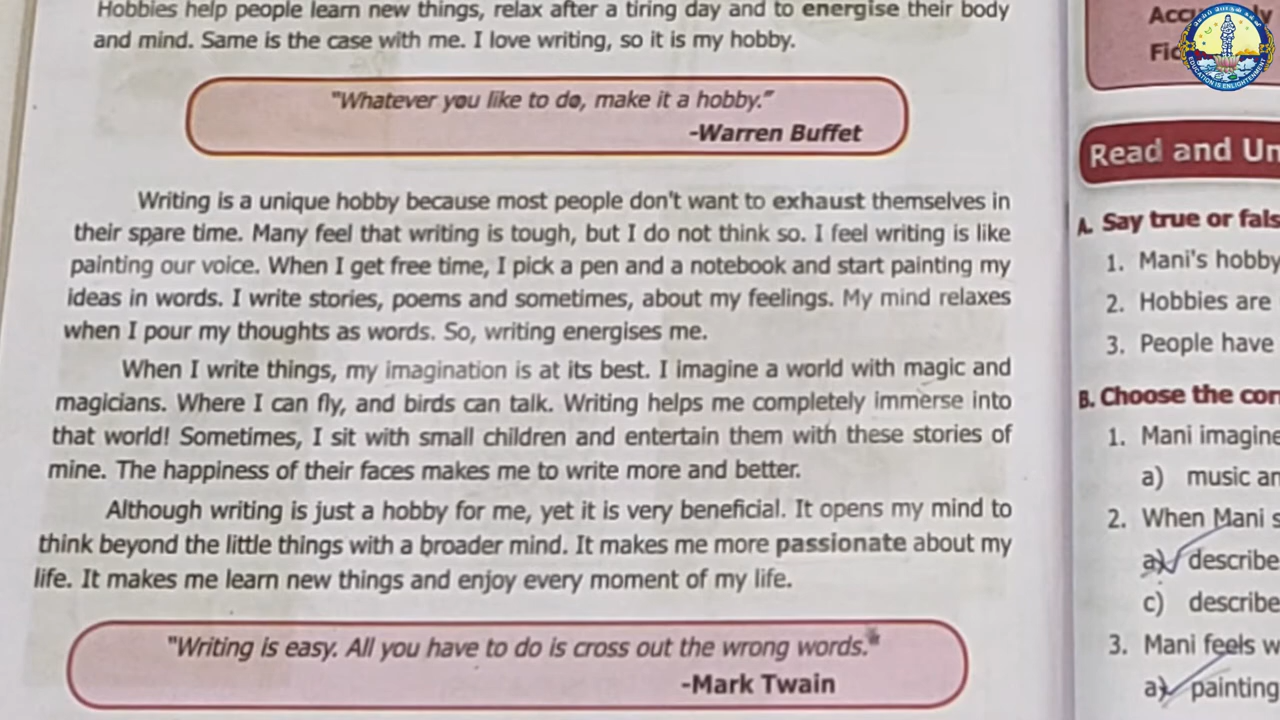 Hobbies help people learn new things, relax after a tiring day and to energise their body
and mind. Same is the case with me. I love writing, so it is my hobby.
"Whatever you like to do, make it a hobby."
-Warren Buffet
Writing is a unique hobby because most people don't want to exhaust themselves in
their spare time. Many feel that writing is tough, but I do not think so. I feel writing is like
painting our voice. When I get free time, I pick a pen and a notebook and start painting my
ideas in words. I write stories, poems and sometimes, about my feelings. My mind relaxes
when I pour my thoughts as words. So, writing energises me.
When I write things, my imagination is at its best. I imagine a world with magic and
magicians. Where I can fly, and birds can talk. Writing helps me completely immerse into
that world! Sometimes, I sit with small children and entertain them with these stories of
mine. The happiness of their faces makes me to write more and better.
Although writing is just a hobby for me, yet it is very beneficial. It opens my mind to
think beyond the little things with a broader mind. It makes me more passionate about my
life. It makes me learn new things and enjoy every moment of my life.
"Writing is easy. All you have to do is cross out the wrong words."
-Mark Twain
Read and
A. Say true or
1. Mani's hobby
2. Hobbies are
3. People have
B. Choose the
1. Mani
a) music
2. When Mani
a) describe
c) describe
3. Mani feels
a) painting
EDUCATION IS ENLIGHTENMENT